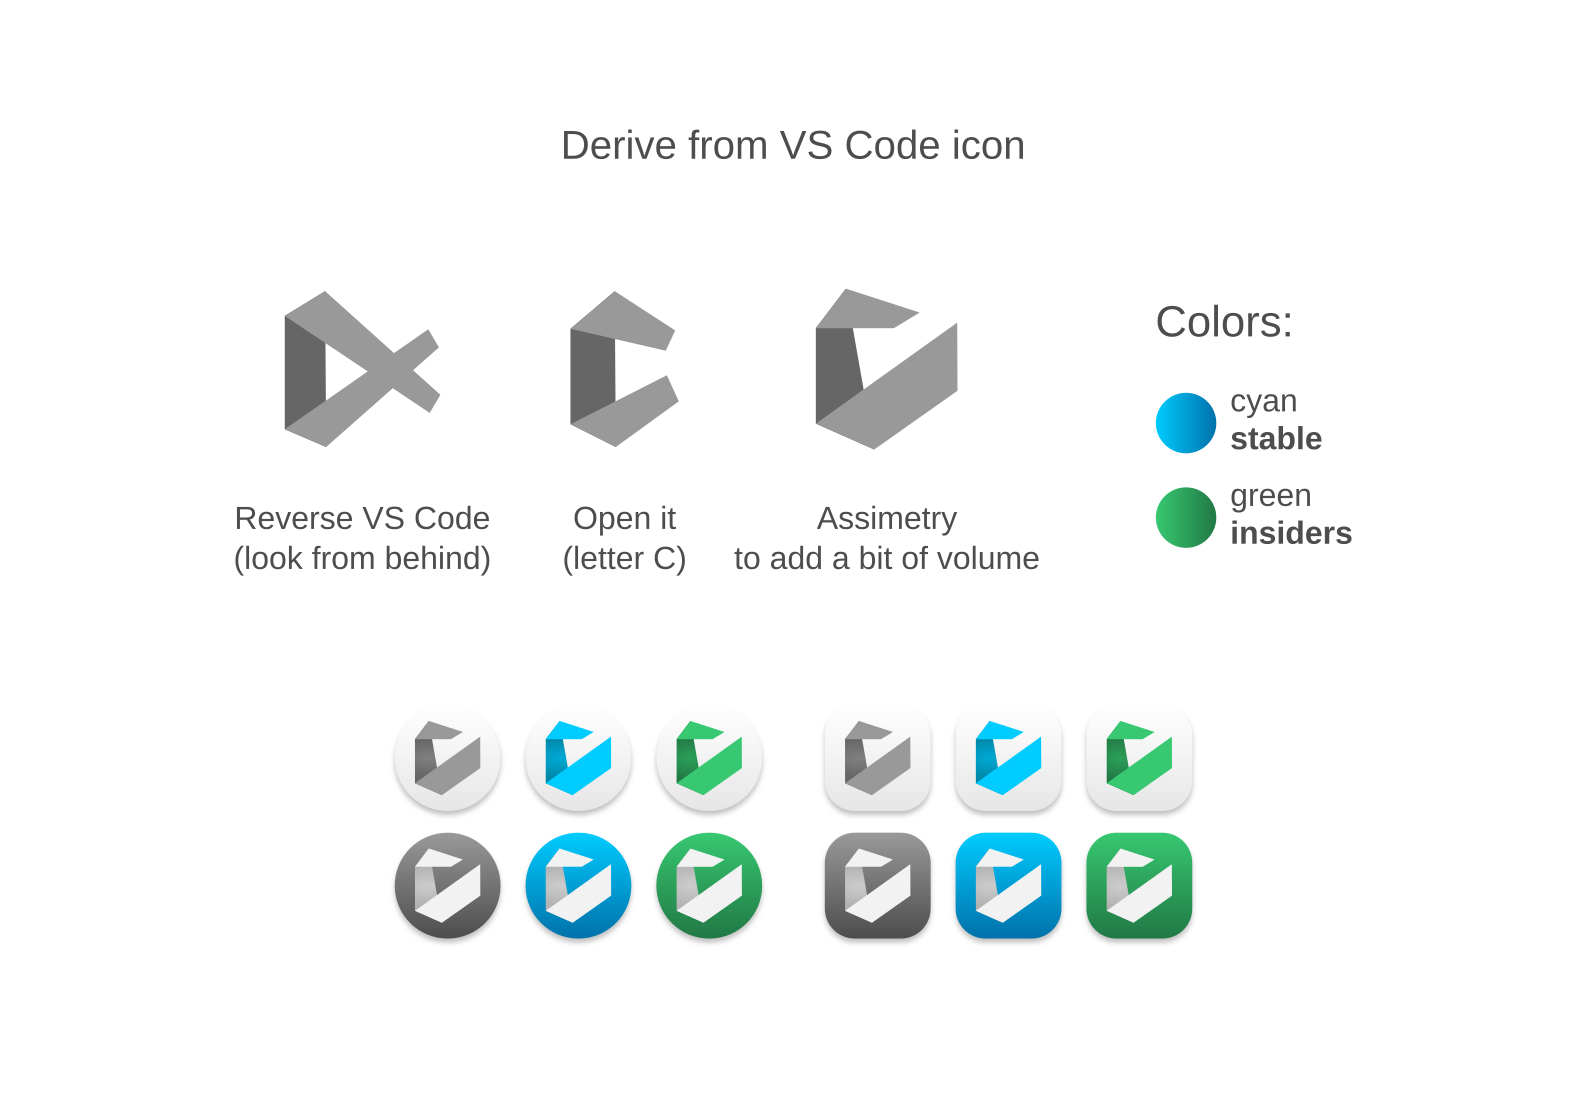 Derive from VS Code icon
Reverse VS Code
(look from behind)
Open it
(letter C)
Assimetry
to add a bit of volume
Colors:
cyan
stable
green
insiders